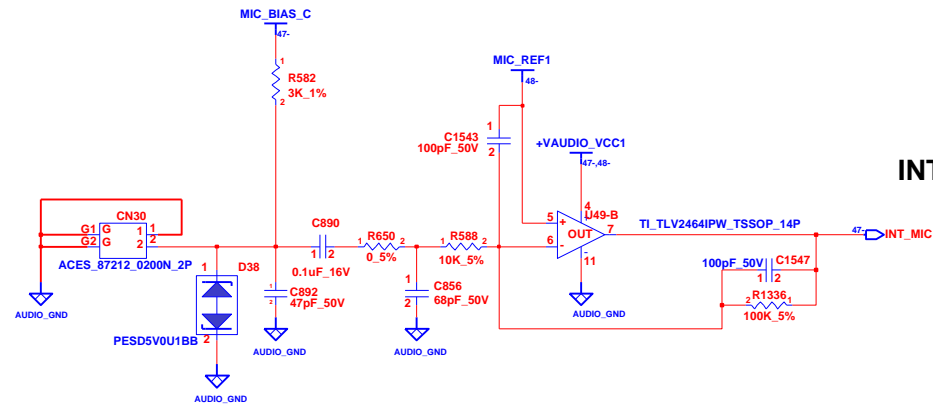 MIC_BIAS_C
47-
1
R582
3K_1%
2
MIC_REF1
48-
1
C1543
100pF_50V
2
+VAUDIO_VCC1
47-,48-
INT
4
U49-B
5
+
OUT
7
TI_TLV2464IPW_TSSOP_14P
6
-
-
11
AUDIO_GND
47-
INT_MIC
CN30
G1 G 1 1
G2 G 2 2
ACES_87212_0200N_2P
AUDIO_GND
C890
1 2
0.1uF_16V
R650
1 2
0_5%
R588
1 2
10K_5%
100pF_50V
C1547
1 2
R1336
2 1
100K_5%
1
D38
2
PESD5V0U1BB
AUDIO_GND
1
C892
2
47pF_50V
AUDIO_GND
1
C856
2
68pF_50V
AUDIO_GND